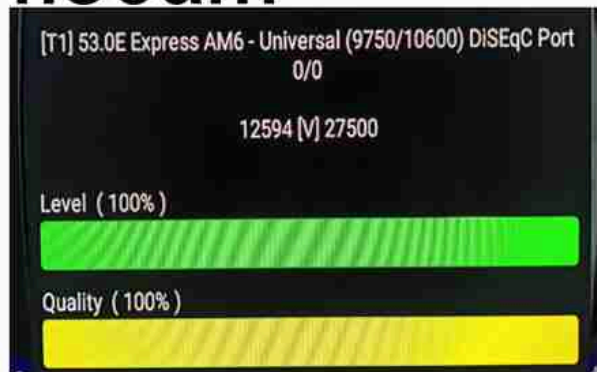 [T1] 53.0E Express AM6 - Universal (9750/10600) DiSEqC Port
0/0
12594 [V] 27500
Level ( 100% )
Quality ( 100% )